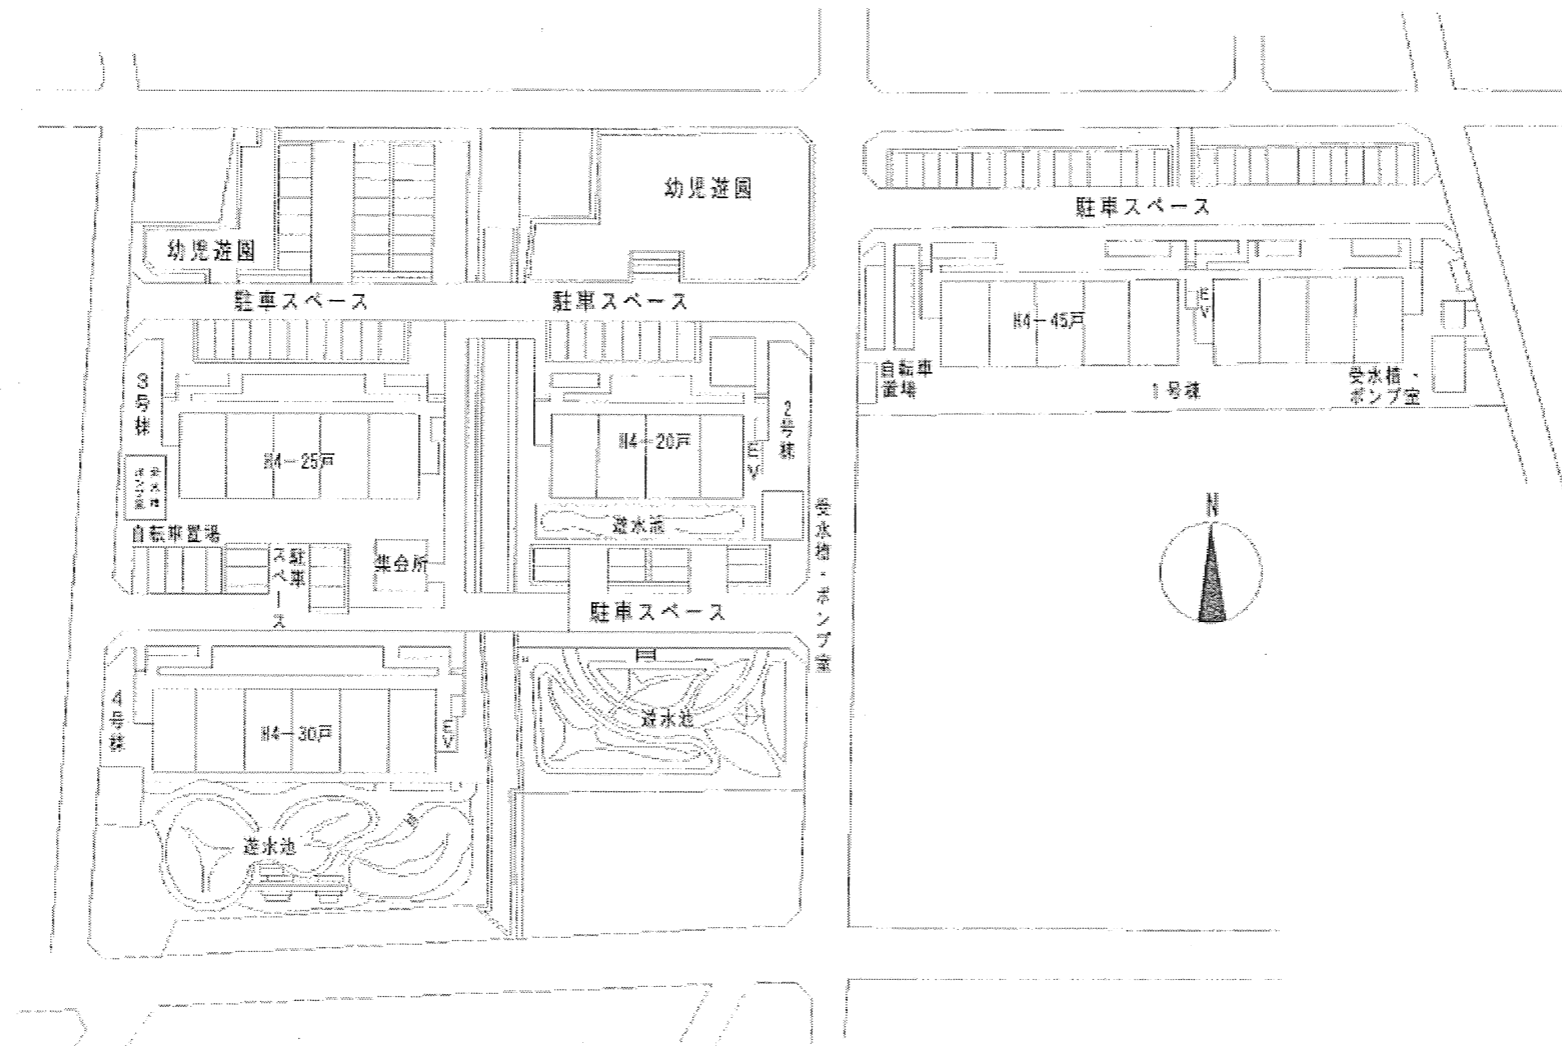 幼児遊園
幼児遊園
駐車スペース
駐車スペース
駐車スペース
3号棟
M4-25戸
自転車置場
駐車
スペース
集会所
M4-20戸
EV
2号棟
遊水池
受水槽・ポンプ室
駐車スペース
M4-45戸
EV
自転車
置場
1号棟
受水槽・
ポンプ室
N
4号棟
M4-30戸
EV
遊水池
遊水池